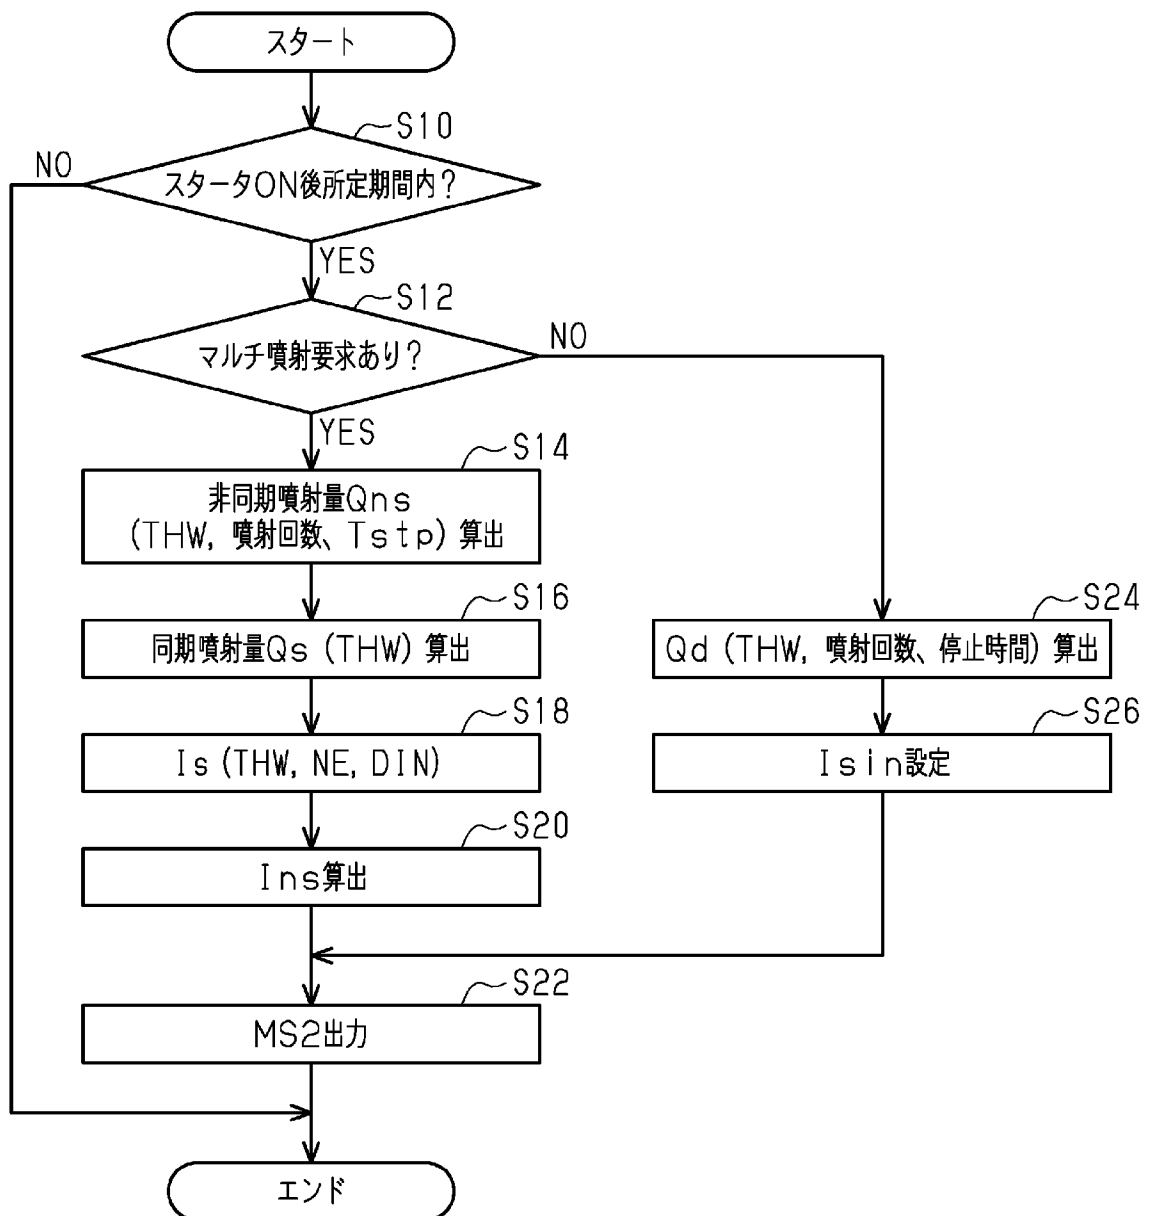 スタート
S10
NO
スタータON後所定期間内？
YES
S12
マルチ噴射要求あり？
NO
YES
S14
非同期噴射量Qns
(THW, 噴射回数、Tstp) 算出
S16
同期噴射量Qs (THW) 算出
S24
Qd (THW, 噴射回数、停止時間) 算出
S18
Is (THW, NE, DIN)
S26
Isin設定
S20
Ins算出
S22
MS2出力
エンド